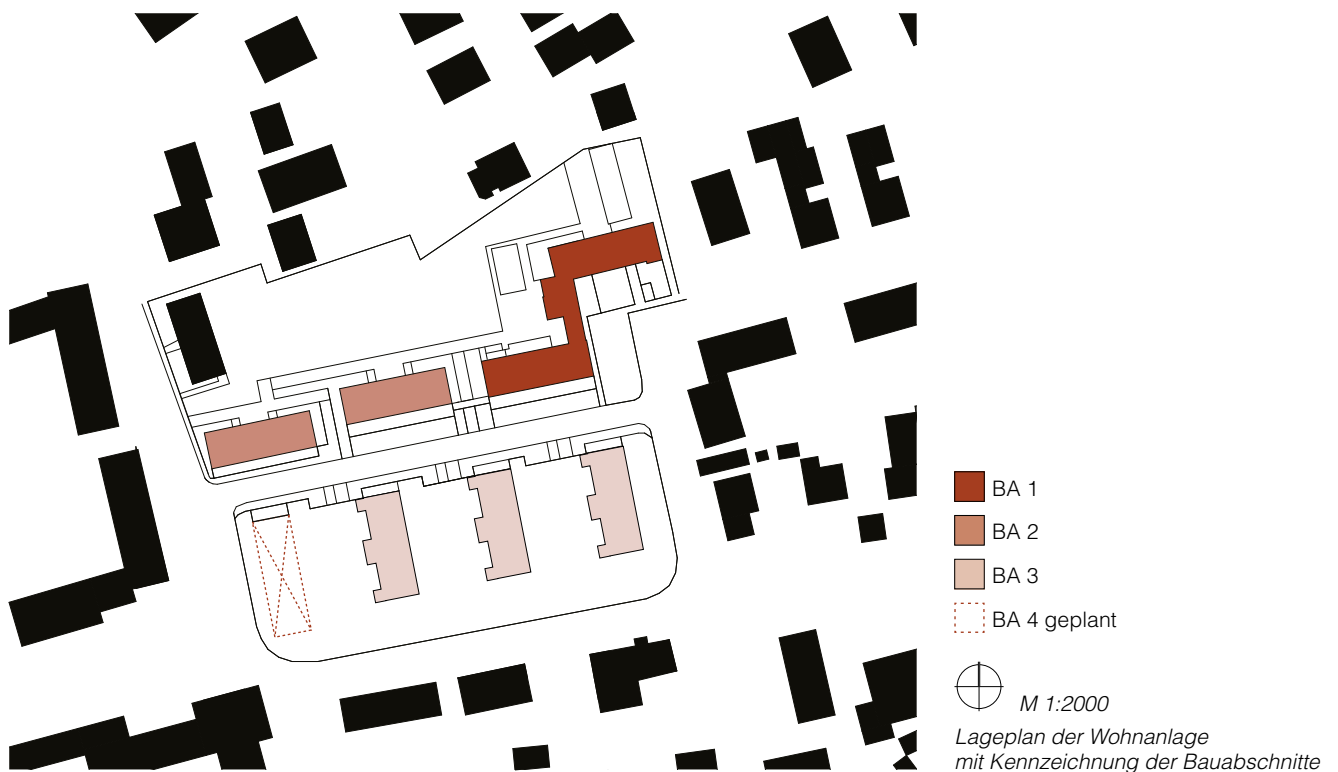 BA 1
BA 2
BA 3
BA 4 geplant
M 1:2000
Lageplan der Wohnanlage
mit Kennzeichnung der Bauabschnitte